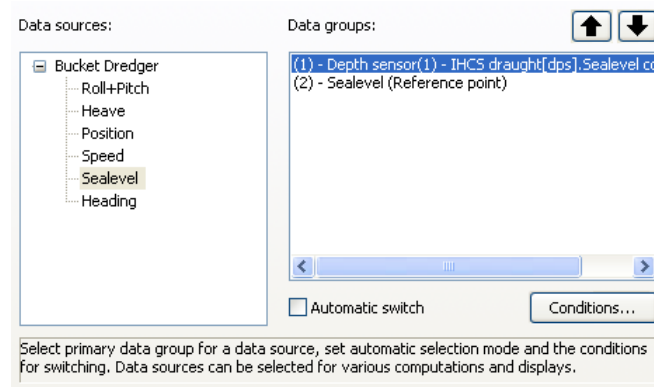 Data sources:
Data groups:
Bucket Dredger
Roll+Pitch
Heave
Position
Speed
Sealevel
Heading
(1) - Depth sensor(1) - IHCS draught[dps].Sealevel
(2) - Sealevel (Reference point)
Automatic switch
Conditions...
Select primary data group for a data source, set automatic selection mode and the conditions
for switching. Data sources can be selected for various computations and displays.